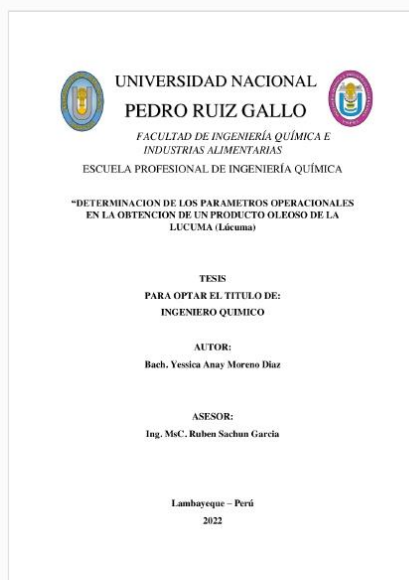 UNIVERSIDAD NACIONAL
PEDRO RUIZ GALLO
FACULTAD DE INGENIERÍA QUÍMICA E
INDUSTRIAS ALIMENTARIAS
ESCUELA PROFESIONAL DE INGENIERÍA QUÍMICA
“DETERMINACION DE LOS PARAMETROS OPERACIONALES
EN LA OBTENCION DE UN PRODUCTO OLEOSO DE LA
LUCUMA (Lúcuma)
TESIS
PARA OPTAR EL TITULO DE:
INGENIERO QUIMICO
AUTOR:
Bach. Yessica Anay Moreno Diaz
ASESOR:
Ing. MsC. Ruben Sachun Garcia
Lambayeque – Perú
2022